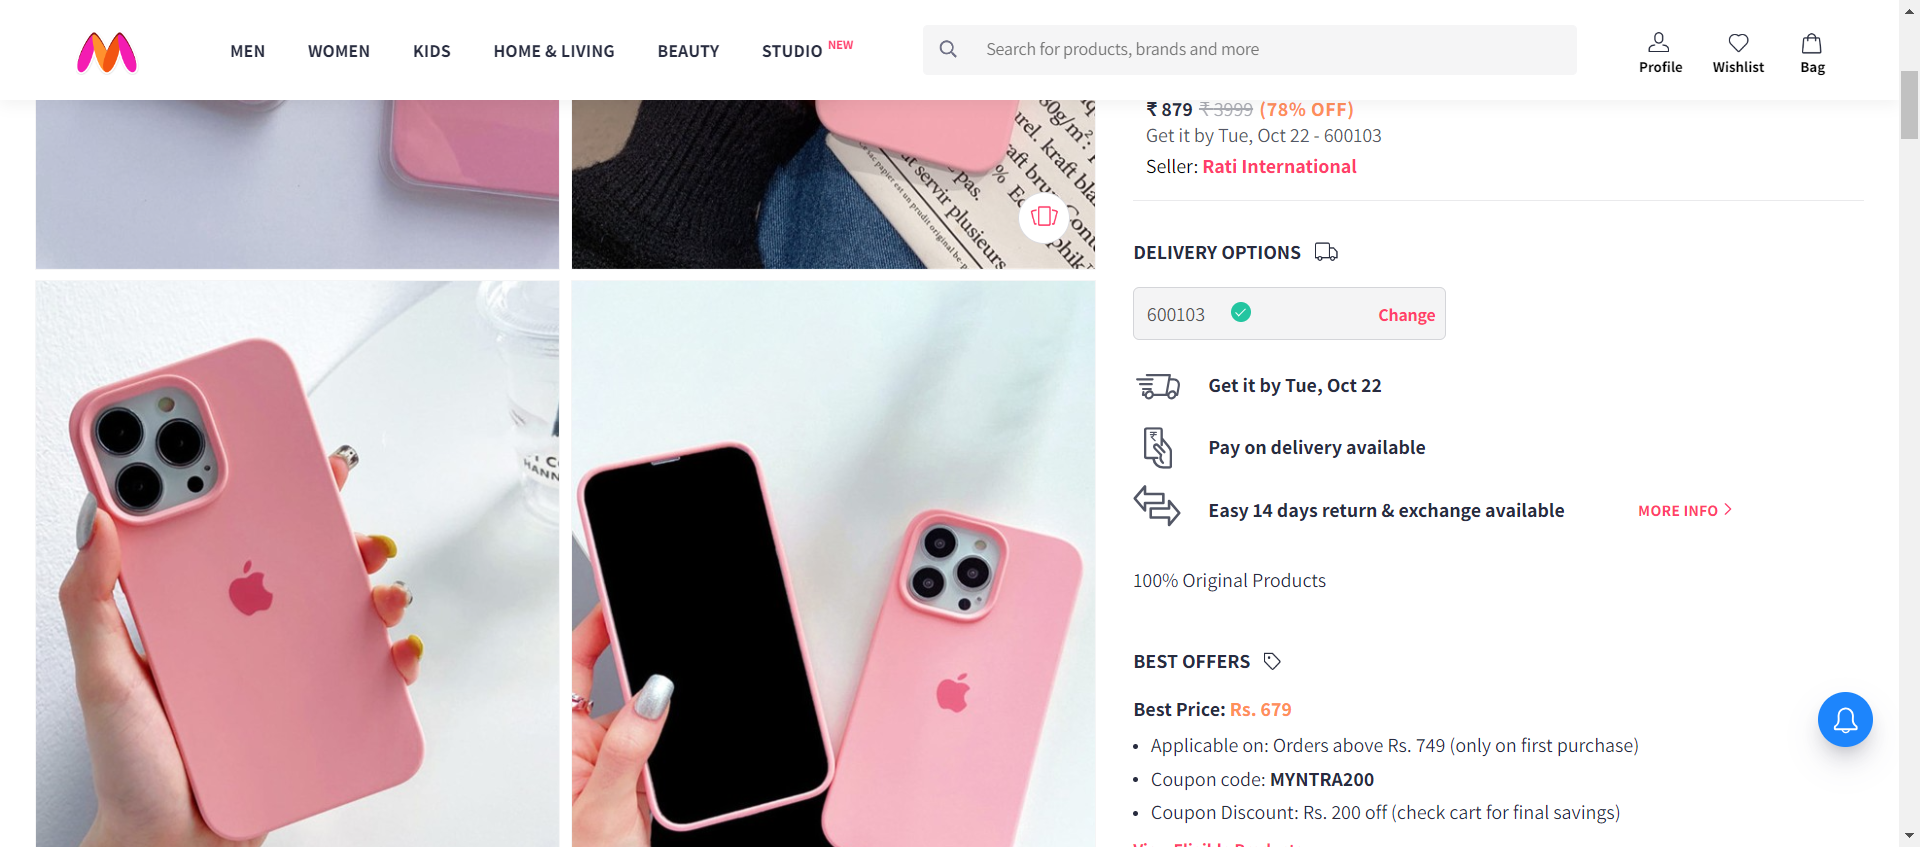 MEN
WOMEN
KIDS
HOME & LIVING
BEAUTY
STUDIO NEW
Search for products, brands and more
Profile
Wishlist
Bag
₹ 879 ₹ 3999 (78% OFF)
Get it by Tue, Oct 22 - 600103
Seller: Rati International
DELIVERY OPTIONS
600103
Change
Get it by Tue, Oct 22
Pay on delivery available
Easy 14 days return & exchange available
MORE INFO
100% Original Products
BEST OFFERS
Best Price: Rs. 679
• Applicable on: Orders above Rs. 749 (only on first purchase)
• Coupon code: MYNTRA200
• Coupon Discount: Rs. 200 off (check cart for final savings)
servir plusieurs
pas.
HANN